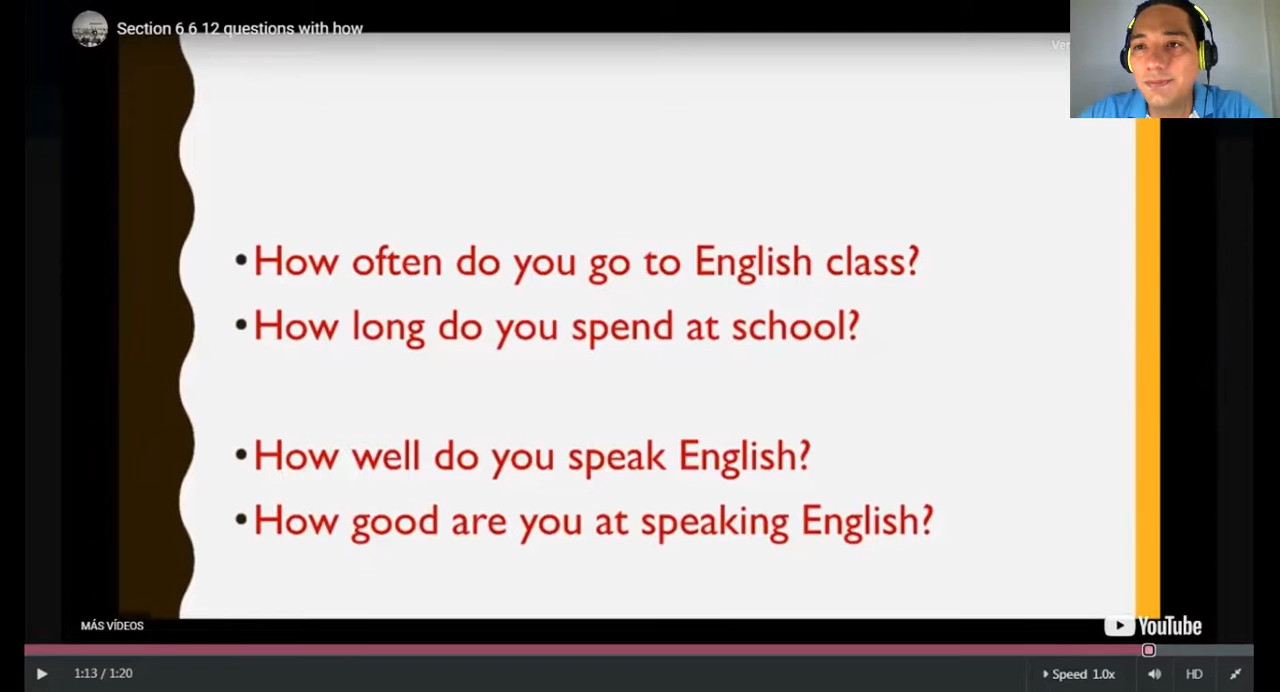 Section 6 6 12 questions with how
Ver
• How often do you go to English class?
• How long do you spend at school?
• How well do you speak English?
• How good are you at speaking English?
MÁS VÍDEOS
YouTube
1:13 / 1:20
Speed 1.0x
HD